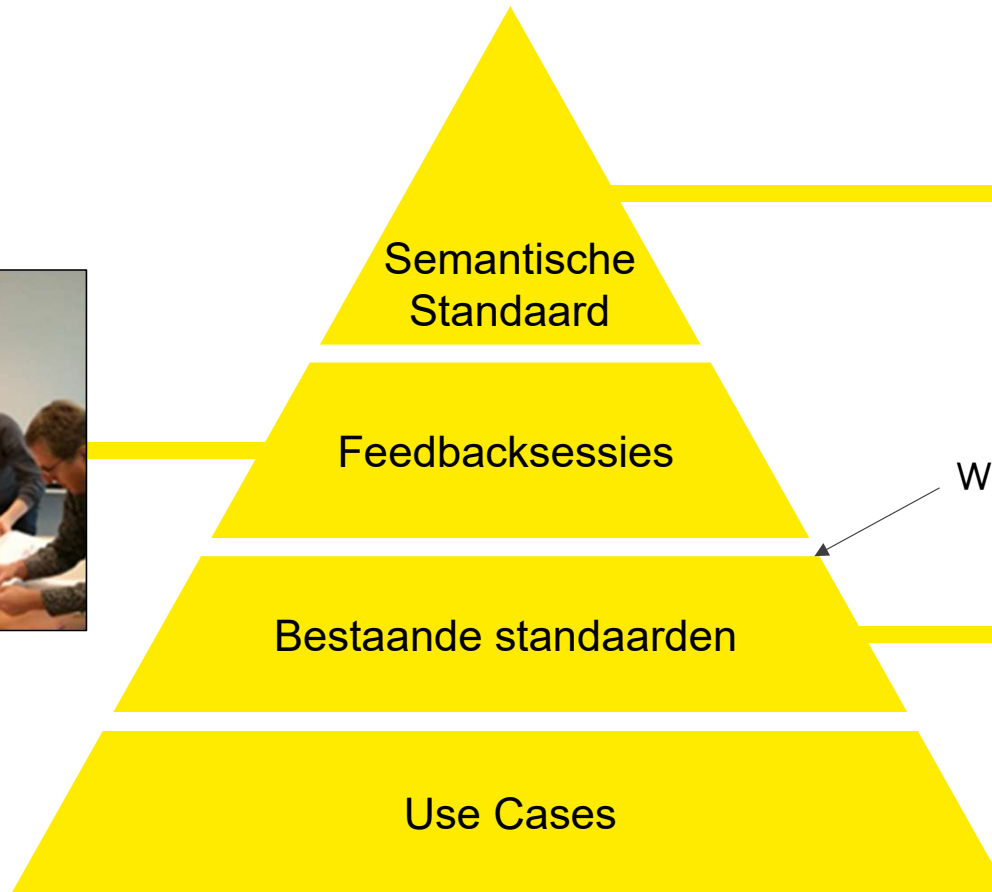 Semantische
Standaard
Feedbacksessies
W
Bestaande standaarden
Use Cases